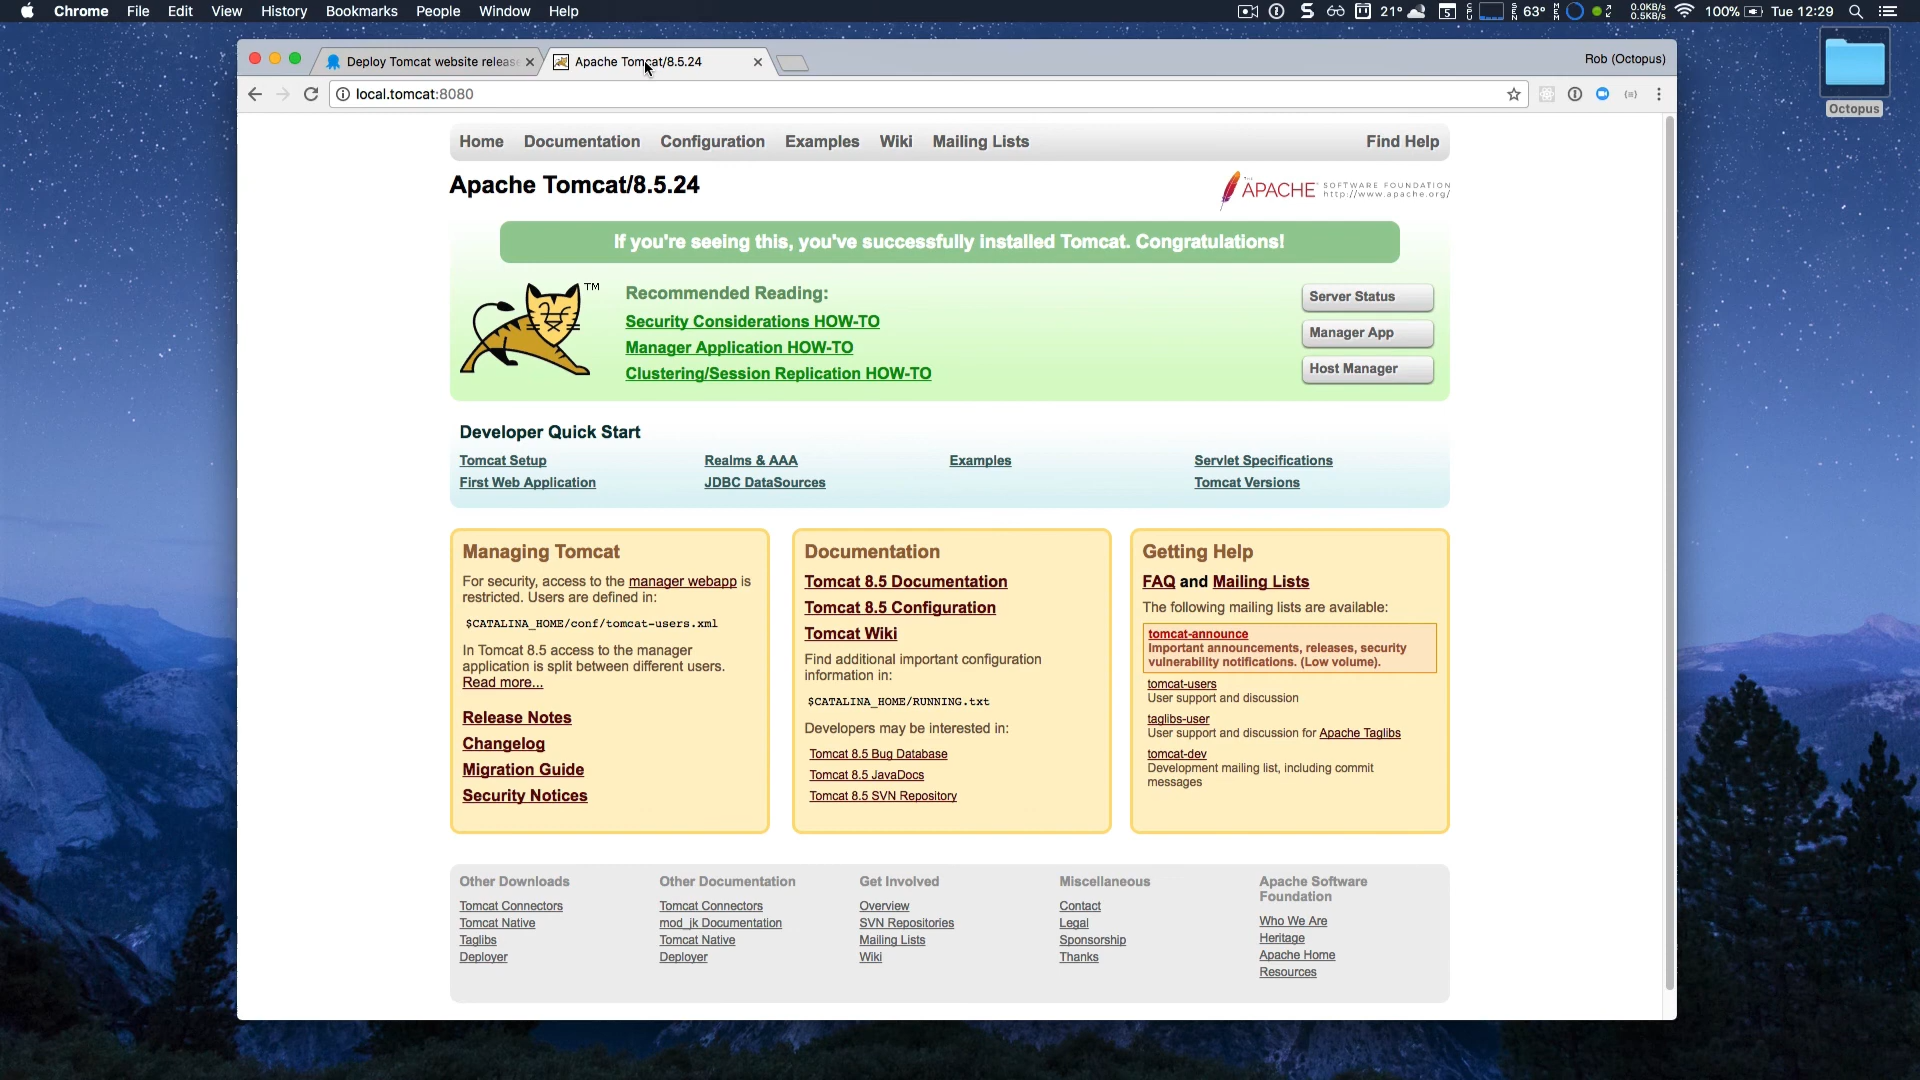 Chrome File Edit View History Bookmarks People Window Help
21° 5 63° 0.0KB/s 0.5KB/s 100% Tue 12:29
Octopus
Deploy Tomcat website releas
Apache Tomcat/8.5.24
Rob (Octopus)
local.tomcat:8080
Home Documentation Configuration Examples Wiki Mailing Lists Find Help
Apache Tomcat/8.5.24
THE APACHE SOFTWARE FOUNDATION
http://www.apache.org/
If you're seeing this, you've successfully installed Tomcat. Congratulations!
TM
Recommended Reading:
Security Considerations HOW-TO
Manager Application HOW-TO
Clustering/Session Replication HOW-TO
Server Status
Manager App
Host Manager
Developer Quick Start
Tomcat Setup
First Web Application
Realms & AAA
JDBC DataSources
Examples
Servlet Specifications
Tomcat Versions
Managing Tomcat
For security, access to the manager webapp is
restricted. Users are defined in:
$CATALINA_HOME/conf/tomcat-users.xml
In Tomcat 8.5 access to the manager
application is split between different users.
Read more...
Release Notes
Changelog
Migration Guide
Security Notices
Documentation
Tomcat 8.5 Documentation
Tomcat 8.5 Configuration
Tomcat Wiki
Find additional important configuration
information in:
$CATALINA_HOME/RUNNING.txt
Developers may be interested in:
Tomcat 8.5 Bug Database
Tomcat 8.5 JavaDocs
Tomcat 8.5 SVN Repository
Getting Help
FAQ and Mailing Lists
The following mailing lists are available:
tomcat-announce
Important announcements, releases, security
vulnerability notifications. (Low volume).
tomcat-users
User support and discussion
taglibs-user
User support and discussion for Apache Taglibs
tomcat-dev
Development mailing list, including commit
messages
Other Downloads
Tomcat Connectors
Tomcat Native
Taglibs
Deployer
Other Documentation
Tomcat Connectors
mod_jk Documentation
Tomcat Native
Deployer
Get Involved
Overview
SVN Repositories
Mailing Lists
Wiki
Miscellaneous
Contact
Legal
Sponsorship
Thanks
Apache Software
Foundation
Who We Are
Heritage
Apache Home
Resources